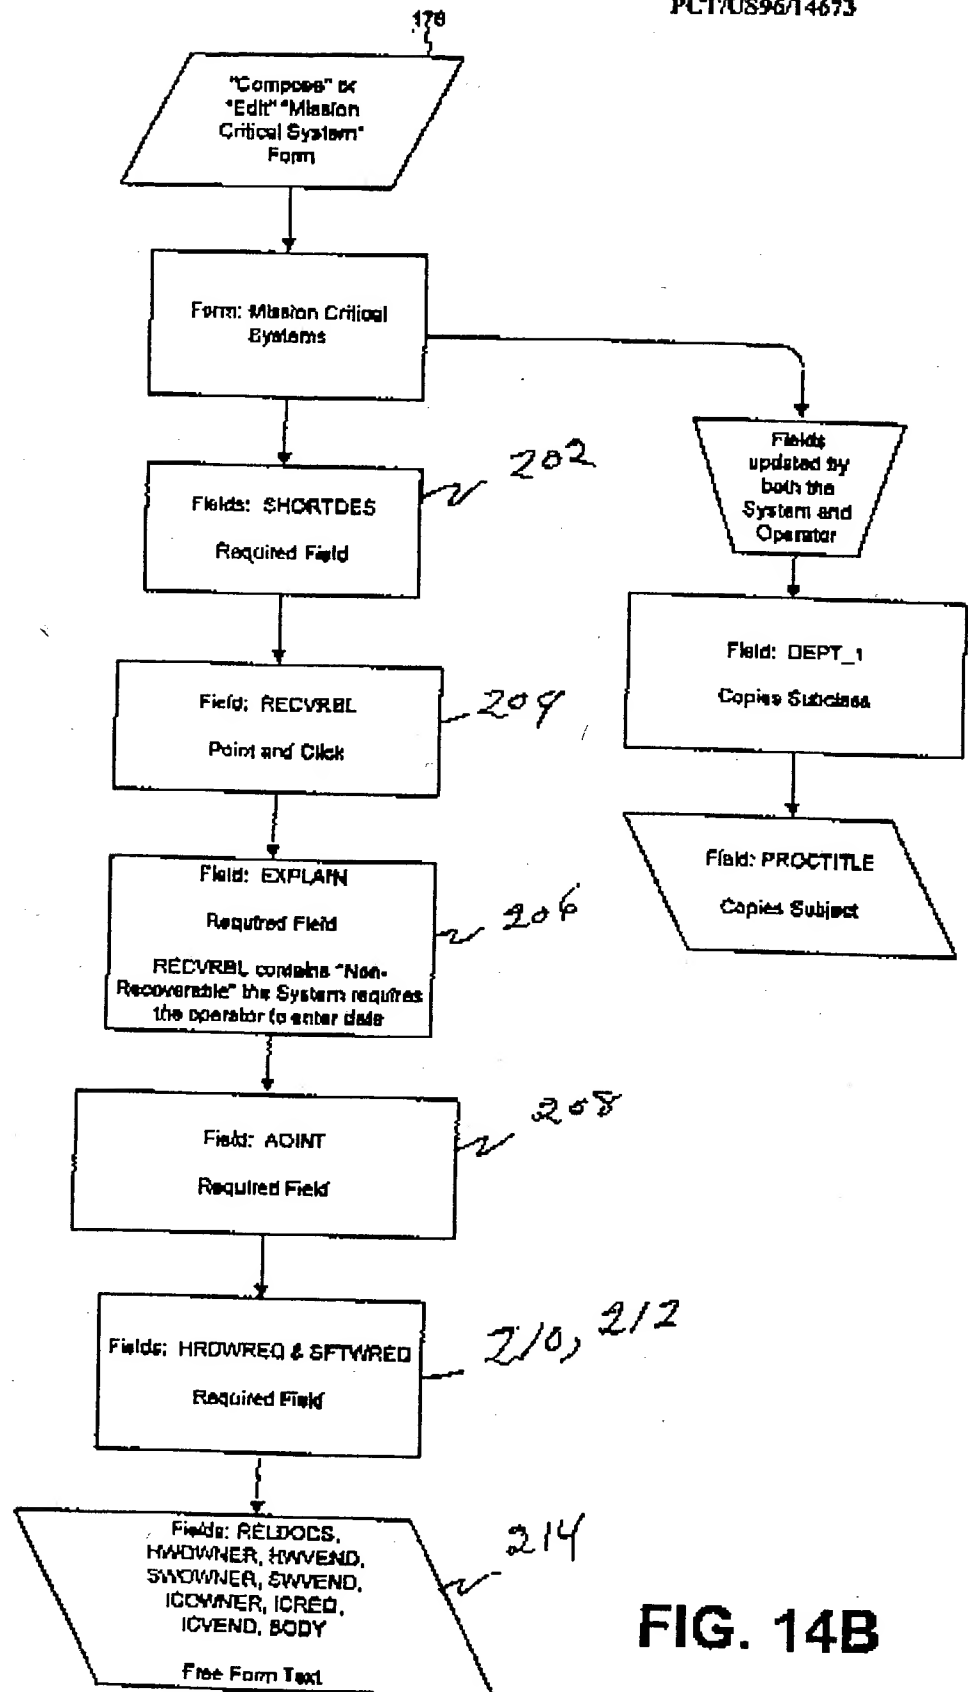 PCT/US96/14673
178
"Compose" or
"Edit" "Mission
Critical System"
Form
Form: Mission Critical
Systems
Fields: SHORTDES
Required Field
202
Field: RECVRBL
Point and Click
204
Field: EXPLAIN
Required Field
RECVRBL contains "Non-
Recoverable" the System requires
the operator to enter data
206
Field: AOINT
Required Field
208
Fields: HRDWREQ & SFTWREQ
Required Field
210, 212
Fields: RELDOCS,
HWOWNER, HWVEND,
SWOWNER, SWVEND,
ICOWNER, ICREQ,
ICVEND, BODY
Free Form Text
214
Fields
updated by
both the
System and
Operator
Field: DEPT_1
Copies Subclass
Field: PROCTITLE
Copies Subject
FIG. 14B